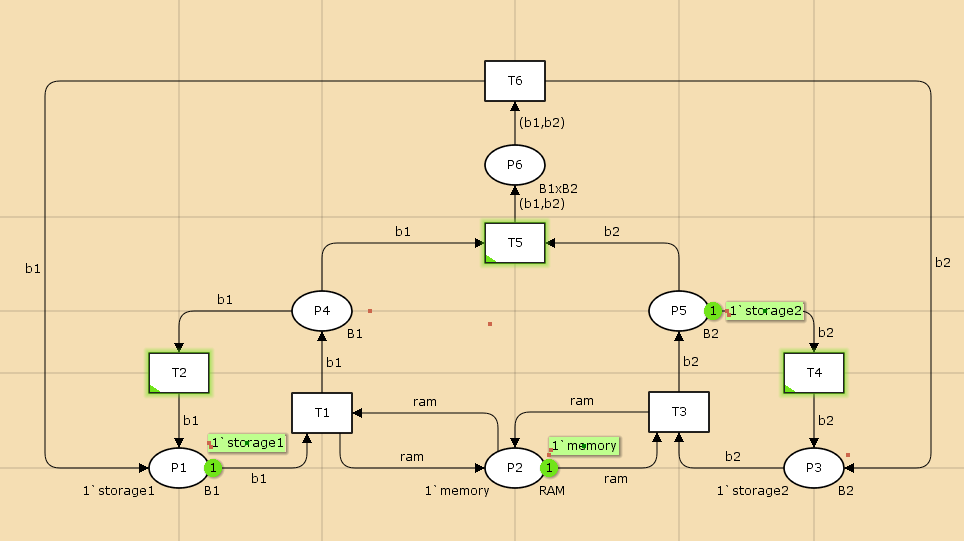 T6
(b1,b2)
P6
B1xB2
(b1,b2)
b1
T5
b2
b1
b2
b1
P4
B1
P5
1
1`storage2
B2
b2
T2
b1
b2
T4
ram
ram
T1
T3
b1
b2
1`storage1
1`memory
ram
b2
P1
1
P2
1
P3
b1
ram
1`storage1
B1
1`memory
RAM
1`storage2
B2